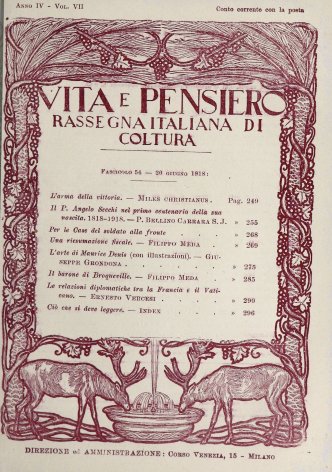 ANNO IV - VOL. VII
Conto corrente con la posta
VITA E PENSIERO
RASSEGNA ITALIANA DI
COLTURA
FASCICOLO 54 — 20 GIUGNO 1918:
L'arma della vittoria. — MILES CHRISTIANUS. Pag. 249
Il P. Angelo Secchi nel primo centenario della sua
nascita. 1818-1918. — P. BELLINO CARRARA S. J. » 255
Per le Case del soldato alla fronte . . . . » 268
Una riesumazione fiscale. — FILIPPO MEDA . . » 269
L'arte di Maurice Denis (con illustrazioni). — GIU-
SEPPE GRONDONA . . . . . . » 275
Il barone di Broqueville. — FILIPPO MEDA . . » 285
Le relazioni diplomatiche tra la Francia e il Vati-
cano. — ERNESTO VERCESI . . . . » 290
Ciò che si deve leggere. — INDEX . . . . » 296
DIREZIONE ed AMMINISTRAZIONE: CORSO VENEZIA, 15 - MILANO